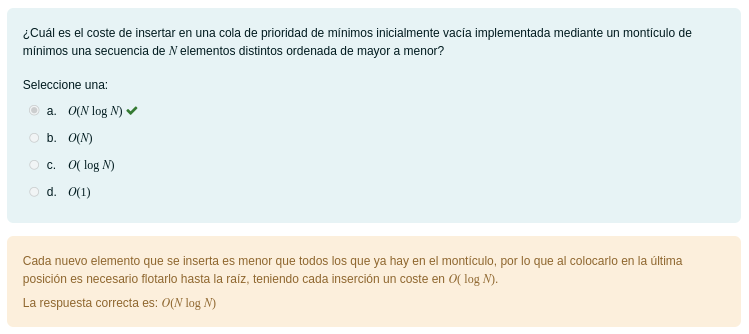 ¿Cuál es el coste de insertar en una cola de prioridad de mínimos inicialmente vacía implementada mediante un montículo de
mínimos una secuencia de N elementos distintos ordenada de mayor a menor?
Seleccione una:
a. O(N log N) ✔
b. O(N)
c. O( log N)
d. O(1)
Cada nuevo elemento que se inserta es menor que todos los que ya hay en el montículo, por lo que al colocarlo en la última
posición es necesario flotarlo hasta la raíz, teniendo cada inserción un coste en O( log N).
La respuesta correcta es: O(N log N)